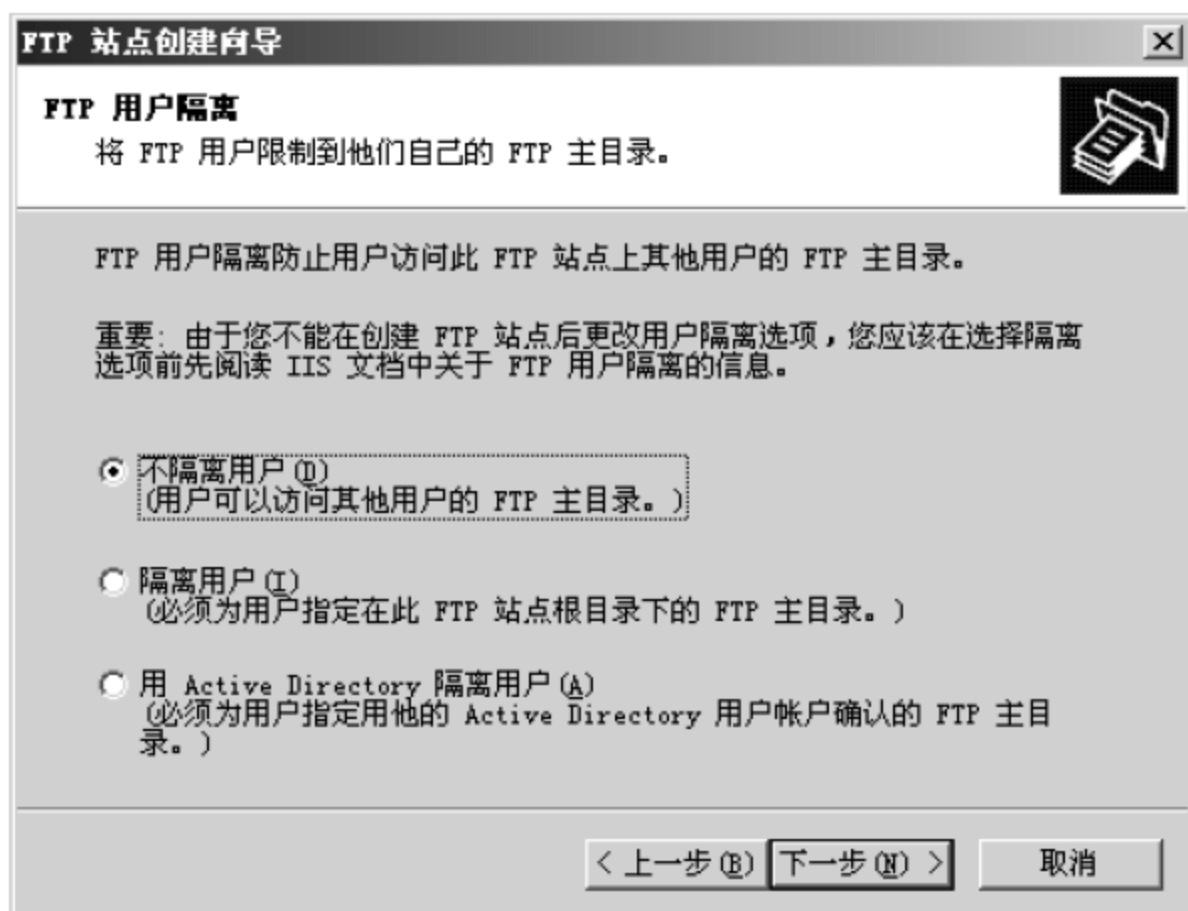 FTP 站点创建向导
FTP 用户隔离
将 FTP 用户限制到他们自己的 FTP 主目录。
FTP 用户隔离防止用户访问此 FTP 站点上其他用户的 FTP 主目录。
重要: 由于您不能在创建 FTP 站点后更改用户隔离选项，您应该在选择隔离
选项前先阅读 IIS 文档中关于 FTP 用户隔离的信息。
不隔离用户(D)
(用户可以访问其他用户的 FTP 主目录。)
隔离用户(I)
(必须为用户指定在此 FTP 站点根目录下的 FTP 主目录。)
用 Active Directory 隔离用户(A)
(必须为用户指定用他的 Active Directory 用户帐户确认的 FTP 主目
录。)
< 上一步(B) 下一步(N) > 取消